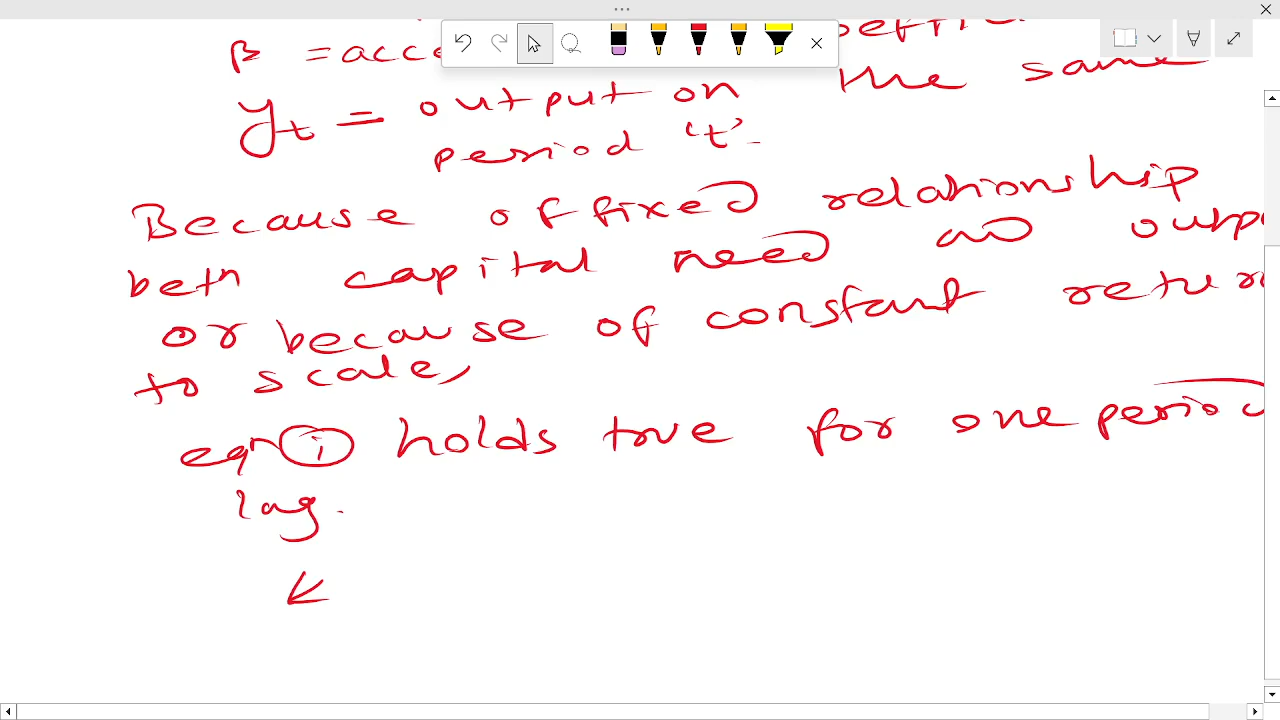 β = acce
the same
yt = output on
period 't'.
Because of fixed relationship
betn capital need and outp
or because of constant retur
to scale,
eqn (i) holds true for one period
lag.
K